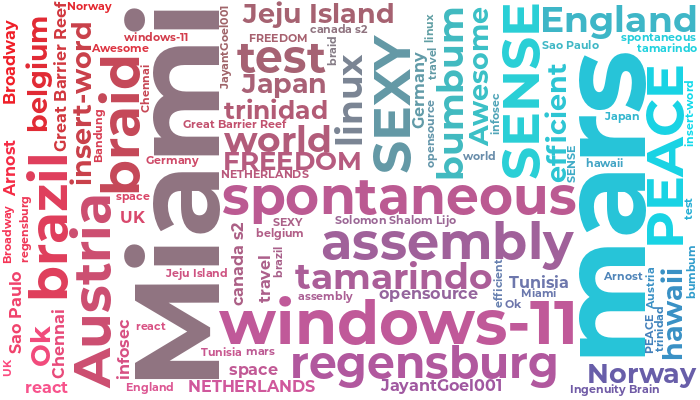 Norway
JayantGoel001
Jeju Island
canada s2
linux
England
Broadway
belgium
Great Barrier Reef
Awesome
windows-11
FREEDOM
braid
SEXY
Germany
travel
bumbum
Awesome
SENSE
Sao Paulo
spontaneous
tamarindo
insert-word
Bandung
braid
Chennai
Miami
test
Japan
linux
opensource
infosec
efficient
mars
PEACE
insert-word
trinidad
Great Barrier Reef
world
FREEDOM
NETHERLANDS
Germany
world
SENSE
Japan
hawaii
Arnost
space
UK
spontaneous
test
Broadway
regensburg
brazil
Austria
SEXY
belgium
Solomon Shalom Lijo
assembly
canada s2
travel
brazil
Jeju Island
tamarindo
assembly
opensource
efficient
Tunisia
Miami
Ok
Arnost
PEACE
Austria
trinidad
hawaii
bumbum
UK
Sao Paulo
Ok
Chennai
infosec
react
windows-11
Tunisia
mars
regensburg
space
react
England
NETHERLANDS
JayantGoel001
Norway
Ingenuity Brain